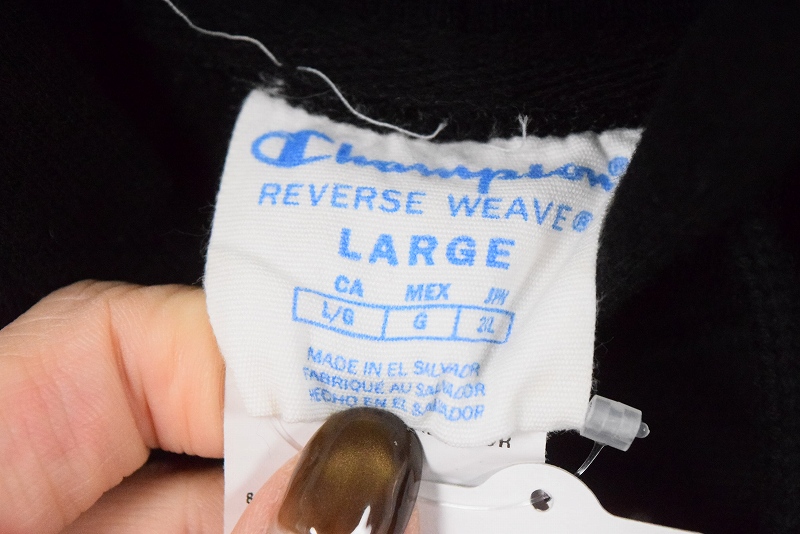 Champion®
REVERSE WEAVE®
LARGE
CA MEX JPN
L/G G 2L
MADE IN EL SALVADOR
FABRIQUÉ AU SALVADOR
HECHO EN EL SALVADOR